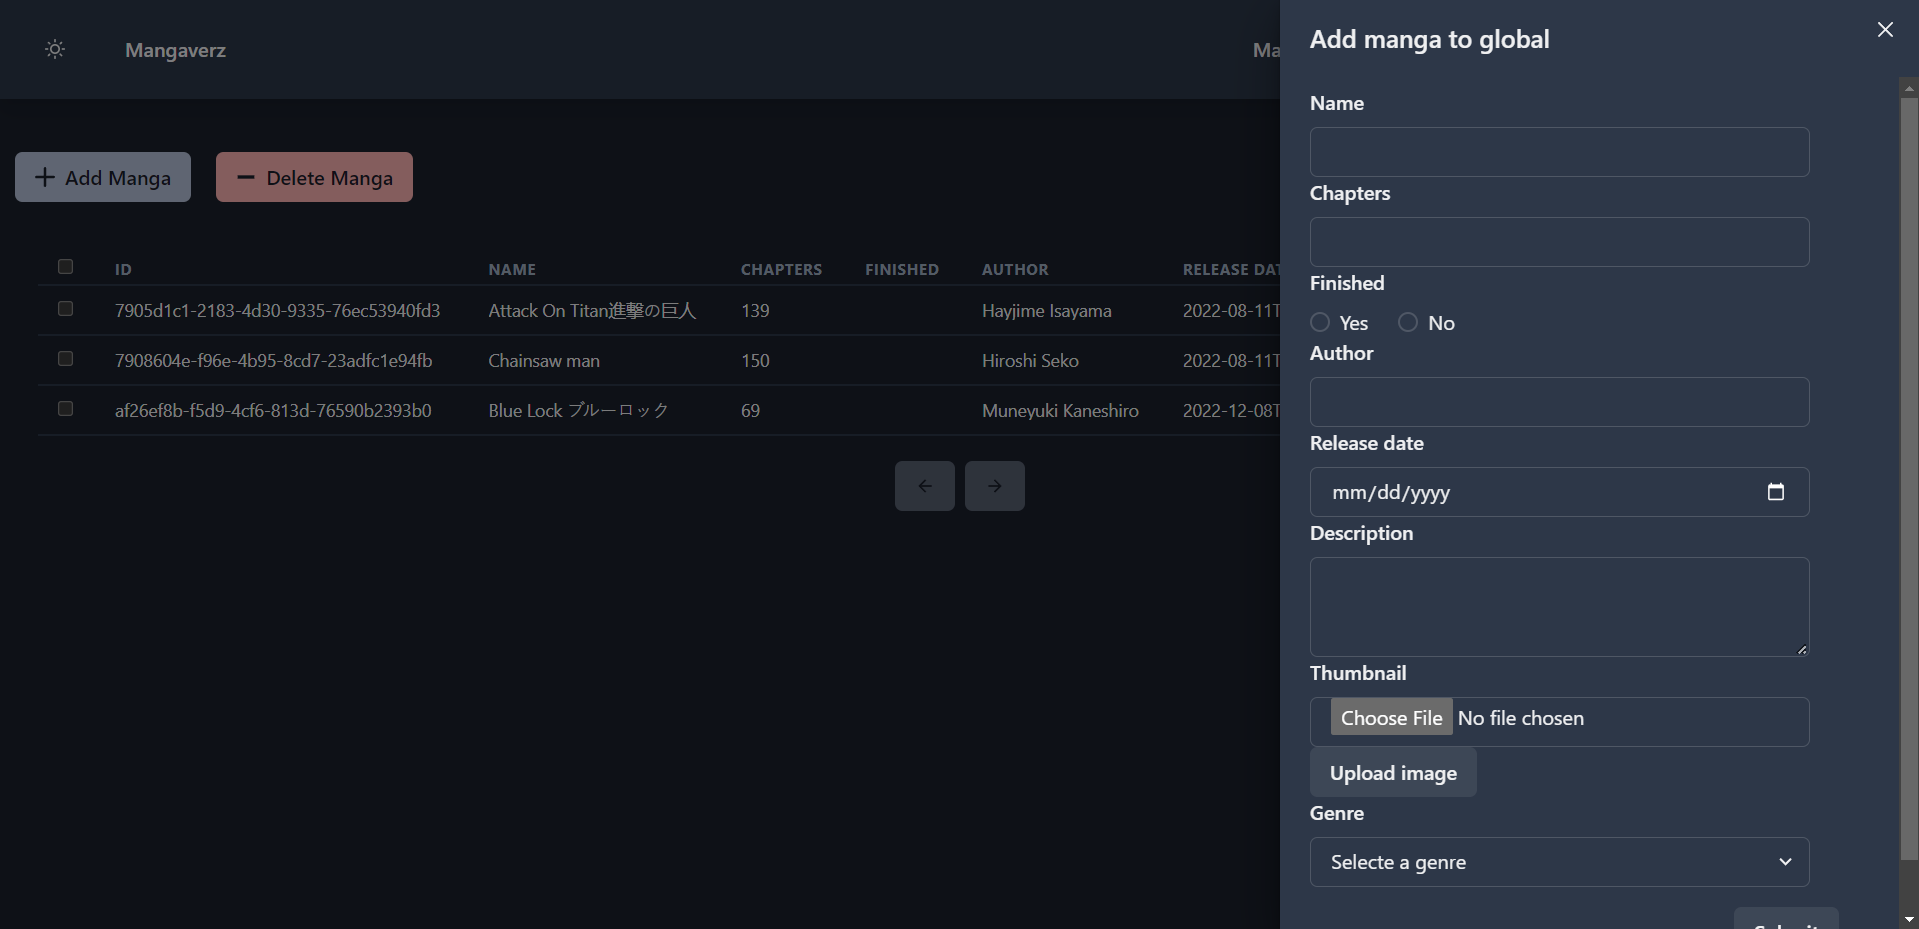 Mangaverz
Add Manga
Delete Manga
ID NAME CHAPTERS FINISHED AUTHOR RELEASE DAT
7905d1c1-2183-4d30-9335-76ec53940fd3 Attack On Titan進撃の巨人 139 Hayjime Isayama 2022-08-11T
7908604e-f96e-4b95-8cd7-23adfc1e94fb Chainsaw man 150 Hiroshi Seko 2022-08-11T
af26ef8b-f5d9-4cf6-813d-76590b2393b0 Blue Lock ブルーロック 69 Muneyuki Kaneshiro 2022-12-08T
Add manga to global
Name
Chapters
Finished
Yes No
Author
Release date
mm/dd/yyyy
Description
Thumbnail
Choose File No file chosen
Upload image
Genre
Selecte a genre